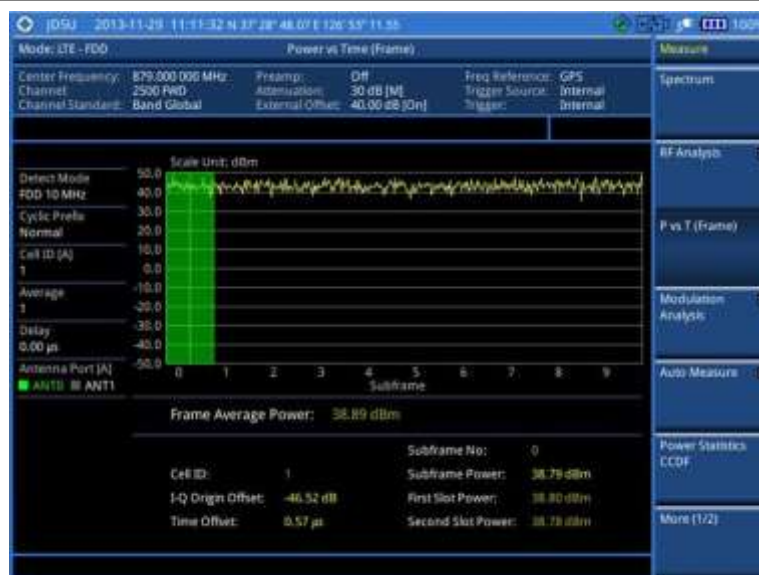 JDSU 2013-11-29 11:11:32 N 37° 28' 48.07 E 126° 53' 11.55 100%
Mode: LTE - FDD Power vs Time (Frame) Measure
Center Frequency: 879.000 000 MHz Preamp: Off Freq Reference: GPS
Channel: 2500 FWD Attenuation: 30 dB [M] Trigger Source: Internal
Channel Standard: Band Global External Offset: 40.00 dB [On] Trigger: Internal
Spectrum
RF Analysis
P vs T (Frame)
Modulation Analysis
Auto Measure
Power Statistics CCDF
More (1/2)
Scale Unit: dBm
Detect Mode
FDD 10 MHz
Cyclic Prefix
Normal
Cell ID [A]
1
Average
1
Delay
0.00 µs
Antenna Port [A]
ANT0 ANT1
50.0
40.0
30.0
20.0
10.0
0.0
-10.0
-20.0
-30.0
-40.0
-50.0
0 1 2 3 4 5 6 7 8 9
Subframe
Frame Average Power: 38.89 dBm
Subframe No: 0
Cell ID: 1 Subframe Power: 38.79 dBm
I-Q Origin Offset: -46.52 dB First Slot Power: 38.80 dBm
Time Offset: 0.57 µs Second Slot Power: 38.78 dBm